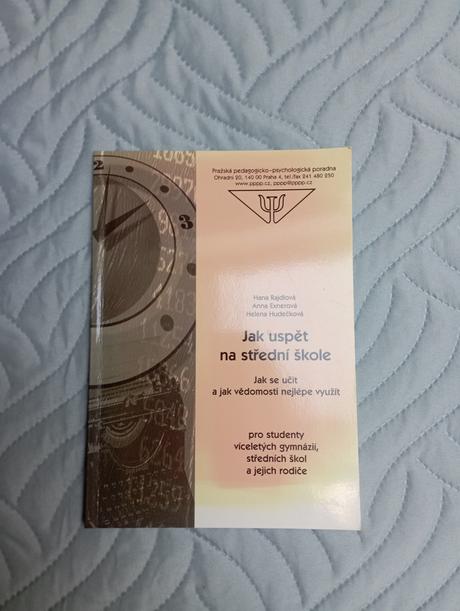 Pražská pedagogicko-psychologická poradna
Ohradní 20, 140 00 Praha 4, tel./fax 241 480 250
www.pppp.cz, pppp@pppp.cz
Hana Rajdlová
Anna Exnerová
Helena Hudečková
Jak uspět
na střední škole
Jak se učit
a jak vědomosti nejlépe využít
pro studenty
víceletých gymnázií,
středních škol
a jejich rodiče
2
3